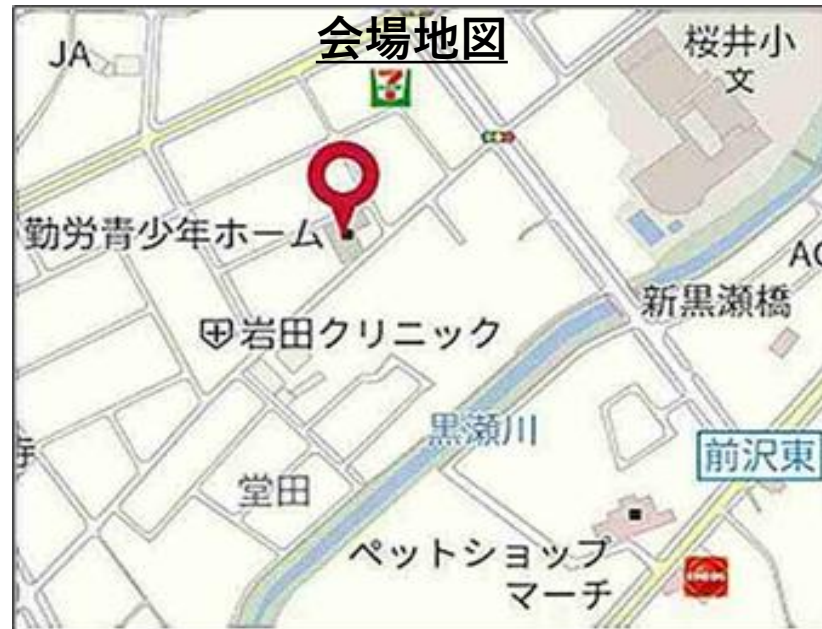 会場地図
JA
桜井小
文
勤労青少年ホーム
新黒瀬橋
岩田クリニック
黒瀬川
前沢東
堂田
ペットショップ
マーチ